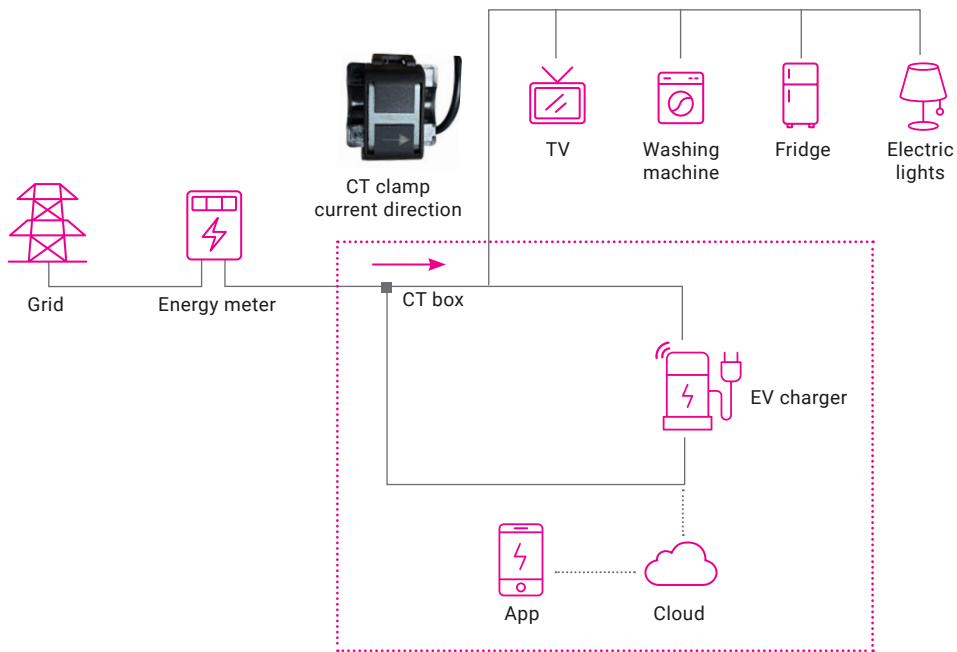 CT clamp
current direction
TV
Washing
machine
Fridge
Electric
lights
Grid
Energy meter
CT box
EV charger
App
Cloud